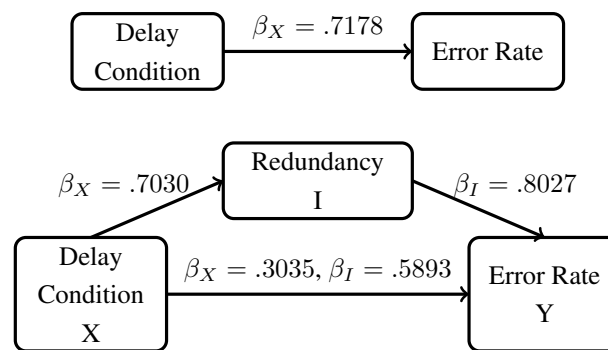 β_X = .7178
Delay
Condition
Error Rate
Redundancy
I
β_X = .7030
β_I = .8027
Delay
Condition
X
β_X = .3035, β_I = .5893
Error Rate
Y